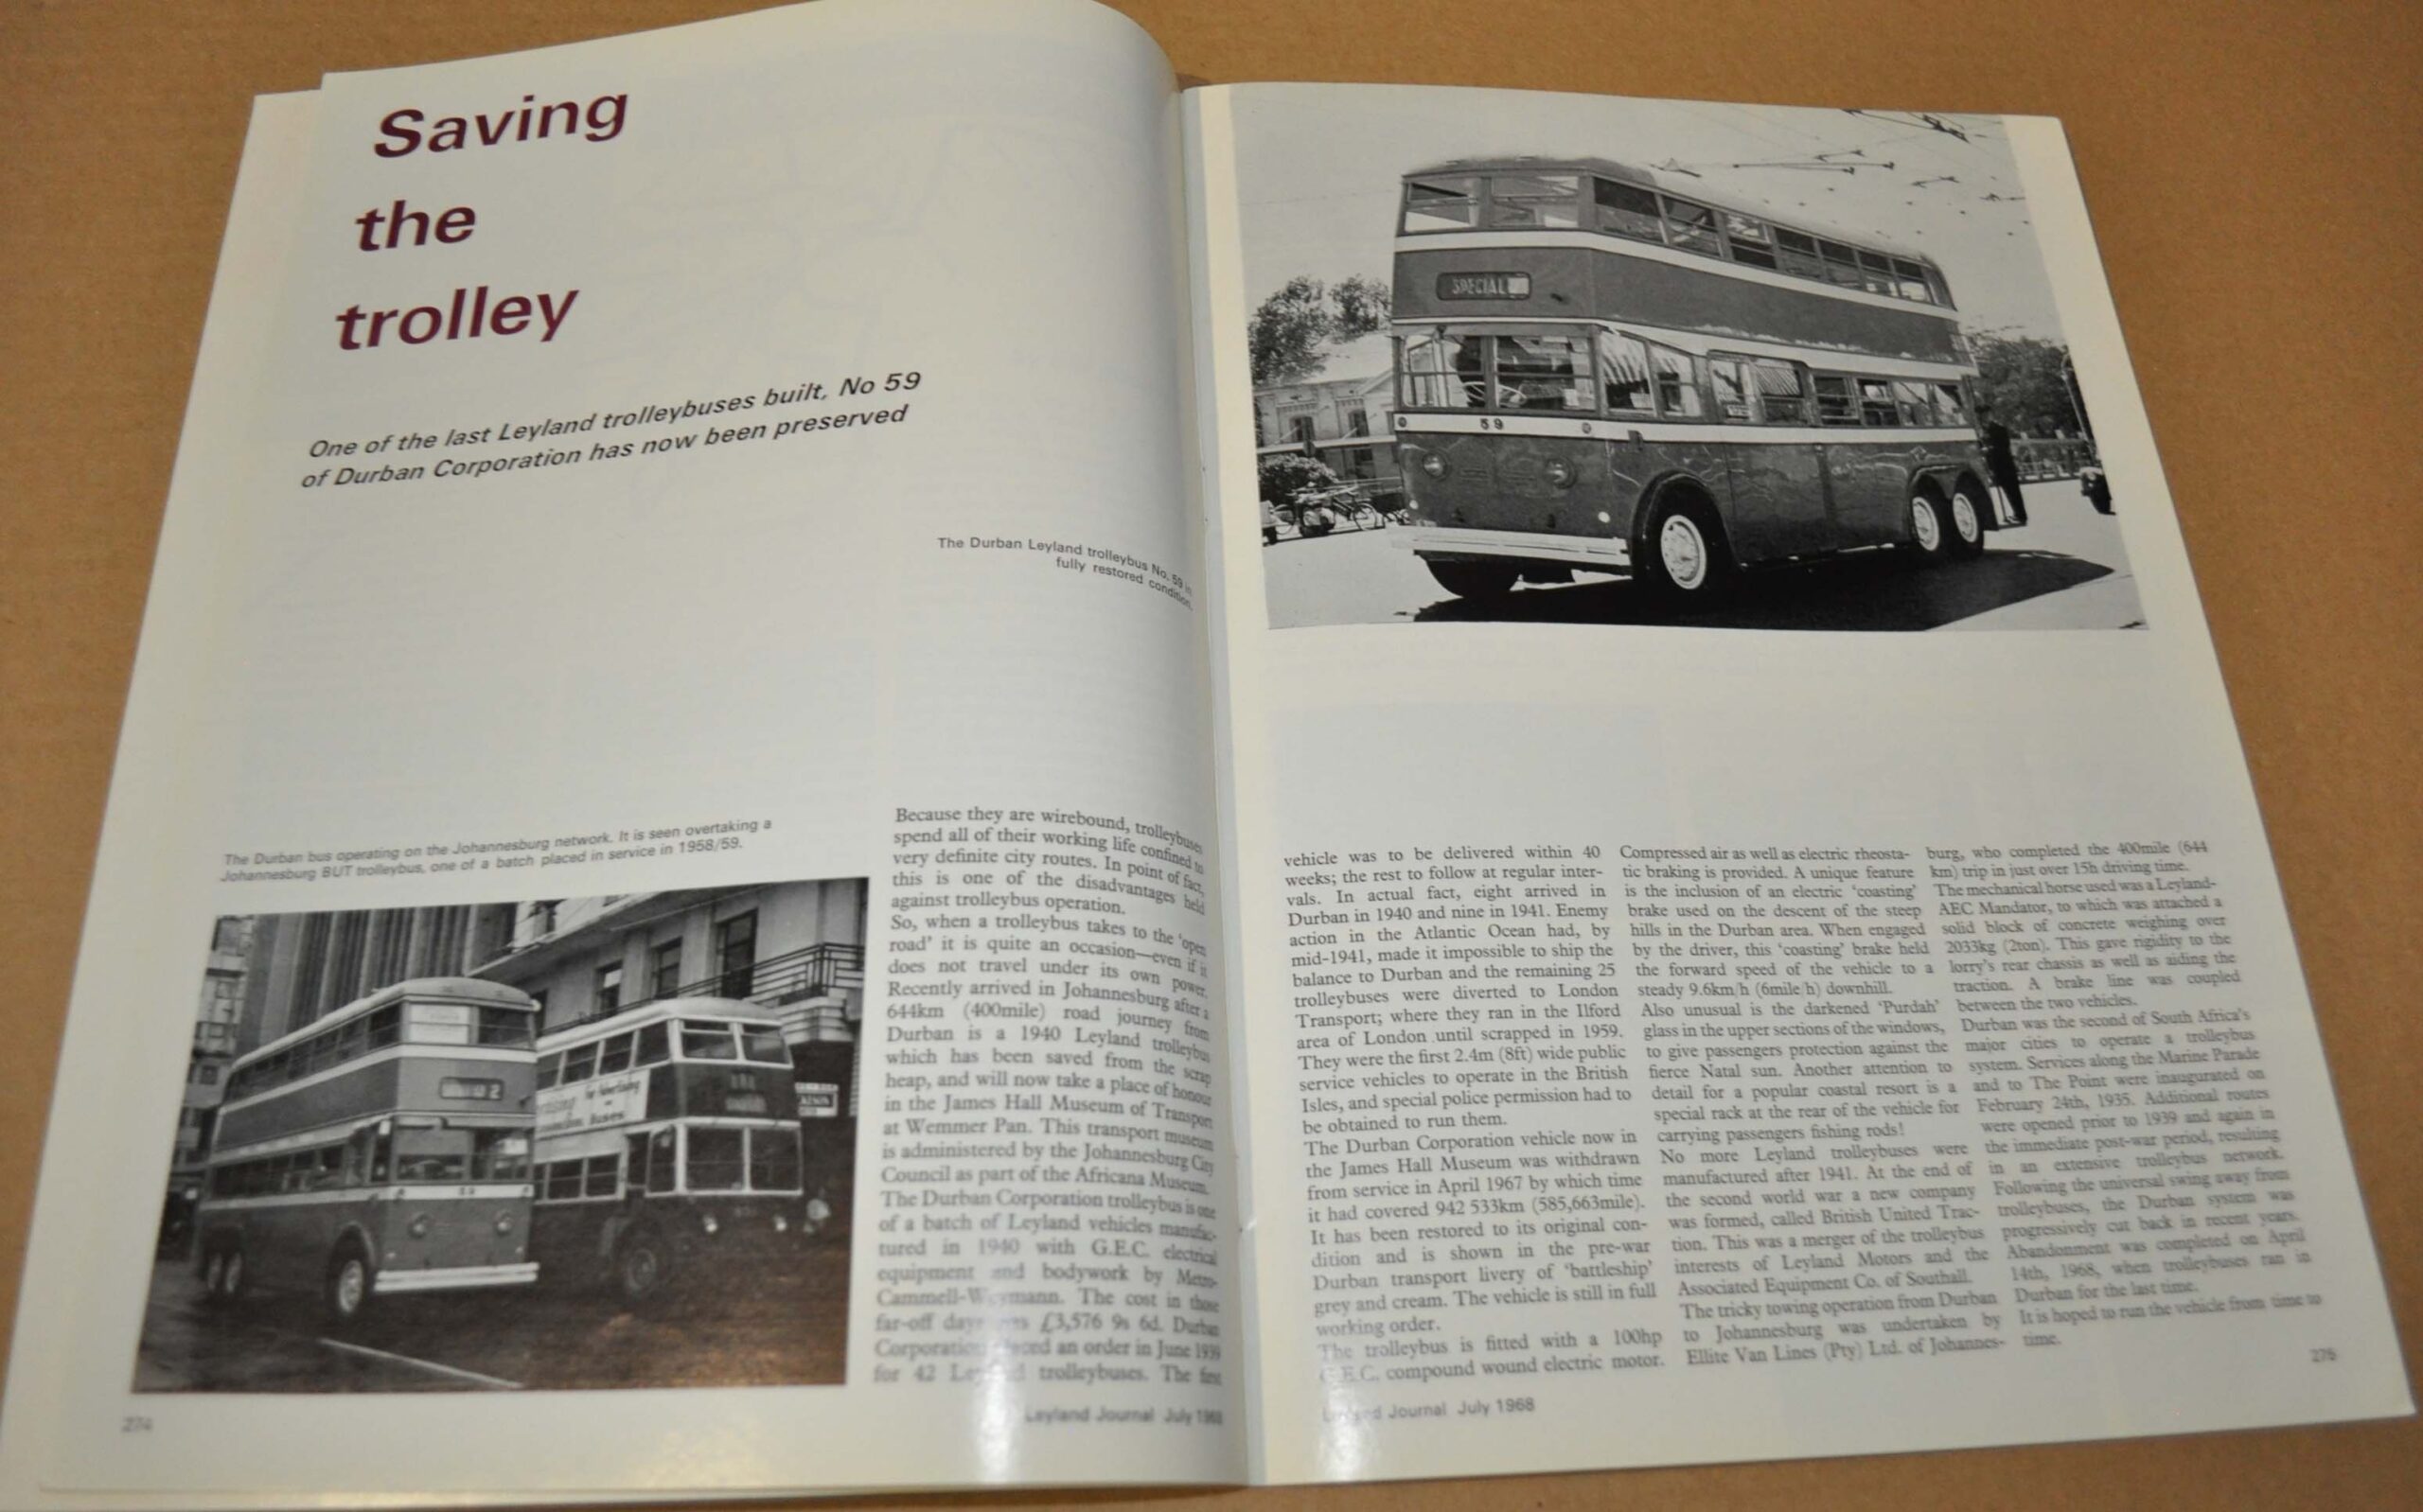 Saving
the
trolley
One of the last Leyland trolleybuses built, No 59
of Durban Corporation has now been preserved
The Durban Leyland trolleybus No. 59 in
fully restored condition.
The Durban bus operating on the Johannesburg network. It is seen overtaking a
Johannesburg BUT trolleybus, one of a batch placed in service in 1958/59.
2
Because they are wirebound, trolleybuses
spend all of their working life confined to
very definite city routes. In point of fact,
this is one of the disadvantages held
against trolleybus operation.
So, when a trolleybus takes to the 'open
road' it is quite an occasion—even if it
does not travel under its own power.
Recently arrived in Johannesburg after a
644km (400mile) road journey from
Durban is a 1940 Leyland trolleybus
which has been saved from the scrap
heap, and will now take a place of honour
in the James Hall Museum of Transport
at Wemmer Pan. This transport museum
is administered by the Johannesburg City
Council as part of the Africana Museum.
The Durban Corporation trolleybus is one
of a batch of Leyland vehicles manufac-
tured in 1940 with G.E.C. electrical
equipment and bodywork by Metro-
Cammell-Weymann. The cost in those
far-off days was £3,576 9s 6d. Durban
Corporation placed an order in June 1939
for 42 Leyland trolleybuses. The first
274
Leyland Journal July 1968
SPECIAL
59
vehicle was to be delivered within 40
weeks; the rest to follow at regular inter-
vals. In actual fact, eight arrived in
Durban in 1940 and nine in 1941. Enemy
action in the Atlantic Ocean had, by
mid-1941, made it impossible to ship the
balance to Durban and the remaining 25
trolleybuses were diverted to London
Transport; where they ran in the Ilford
area of London until scrapped in 1959.
They were the first 2.4m (8ft) wide public
service vehicles to operate in the British
Isles, and special police permission had to
be obtained to run them.
The Durban Corporation vehicle now in
the James Hall Museum was withdrawn
from service in April 1967 by which time
it had covered 942 533km (585,663mile).
It has been restored to its original con-
dition and is shown in the pre-war
Durban transport livery of 'battleship'
grey and cream. The vehicle is still in full
working order.
The trolleybus is fitted with a 100hp
G.E.C. compound wound electric motor.
Compressed air as well as electric rheosta-
tic braking is provided. A unique feature
is the inclusion of an electric 'coasting'
brake used on the descent of the steep
hills in the Durban area. When engaged
by the driver, this 'coasting' brake held
the forward speed of the vehicle to a
steady 9.6km/h (6mile/h) downhill.
Also unusual is the darkened 'Purdah'
glass in the upper sections of the windows,
to give passengers protection against the
fierce Natal sun. Another attention to
detail for a popular coastal resort is a
special rack at the rear of the vehicle for
carrying passengers fishing rods!
No more Leyland trolleybuses were
manufactured after 1941. At the end of
the second world war a new company
was formed, called British United Trac-
tion. This was a merger of the trolleybus
interests of Leyland Motors and the
Associated Equipment Co. of Southall.
The tricky towing operation from Durban
to Johannesburg was undertaken by
Ellite Van Lines (Pty) Ltd. of Johannes-
burg, who completed the 400mile (644
km) trip in just over 15h driving time.
The mechanical horse used was a Leyland-
AEC Mandator, to which was attached a
solid block of concrete weighing over
2033kg (2ton). This gave rigidity to the
lorry's rear chassis as well as aiding the
traction. A brake line was coupled
between the two vehicles.
Durban was the second of South Africa's
major cities to operate a trolleybus
system. Services along the Marine Parade
and to The Point were inaugurated on
February 24th, 1935. Additional routes
were opened prior to 1939 and again in
the immediate post-war period, resulting
in an extensive trolleybus network.
Following the universal swing away from
trolleybuses, the Durban system was
progressively cut back in recent years.
Abandonment was completed on April
14th, 1968, when trolleybuses ran in
Durban for the last time.
It is hoped to run the vehicle from time to
time.
Leyland Journal July 1968
275